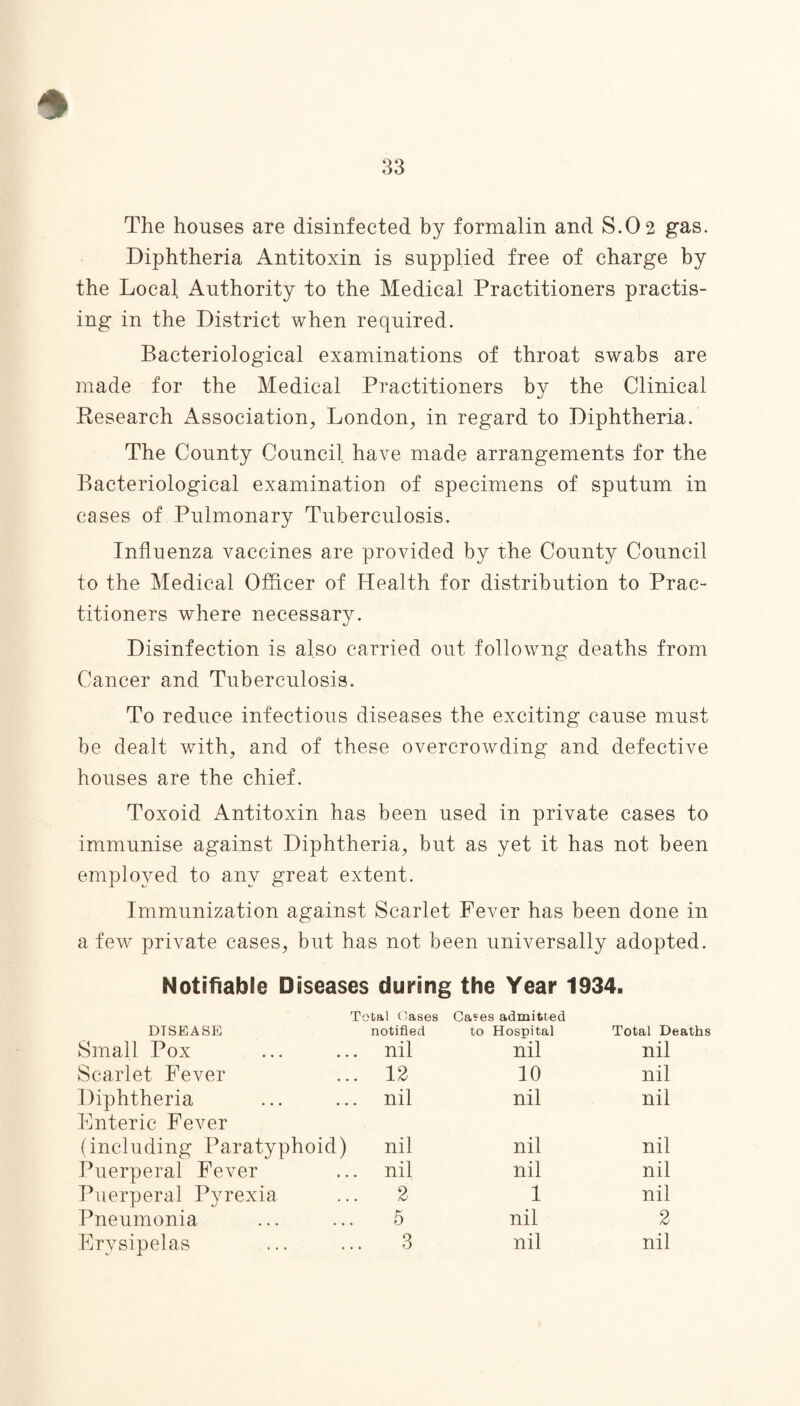 33
The houses are disinfected by formalin and S.O2 gas.
Diphtheria Antitoxin is supplied free of charge by
the Local Authority to the Medical Practitioners practis-
ing in the District when required.
Bacteriological examinations of throat swabs are
made for the Medical Practitioners by the Clinical
Research Association, London, in regard to Diphtheria.
The County Council have made arrangements for the
Bacteriological examination of specimens of sputum in
cases of Pulmonary Tuberculosis.
Influenza vaccines are provided by the County Council
to the Medical Officer of Health for distribution to Prac-
titioners where necessary.
Disinfection is also carried out followng deaths from
Cancer and Tuberculosis.
To reduce infectious diseases the exciting cause must
be dealt with, and of these overcrowding and defective
houses are the chief.
Toxoid Antitoxin has been used in private cases to
immunise against Diphtheria, but as yet it has not been
employed to any great extent.
Immunization against Scarlet Fever has been done in
a few private cases, but has not been universally adopted.
Notifiable Diseases during the Year 1934.
Total Cases Cases admitted
DISEASE notified to Hospital Total Deaths
Small Pox ... ... nil nil nil
Scarlet Fever ... 12 10 nil
Diphtheria ... ... nil nil nil
Enteric Fever
(including Paratyphoid) nil nil nil
Puerperal Fever ... nil nil nil
Puerperal Pyrexia ... 2 1 nil
Pneumonia ... ... 5 nil 2
Erysipelas ... ... 3 nil nil